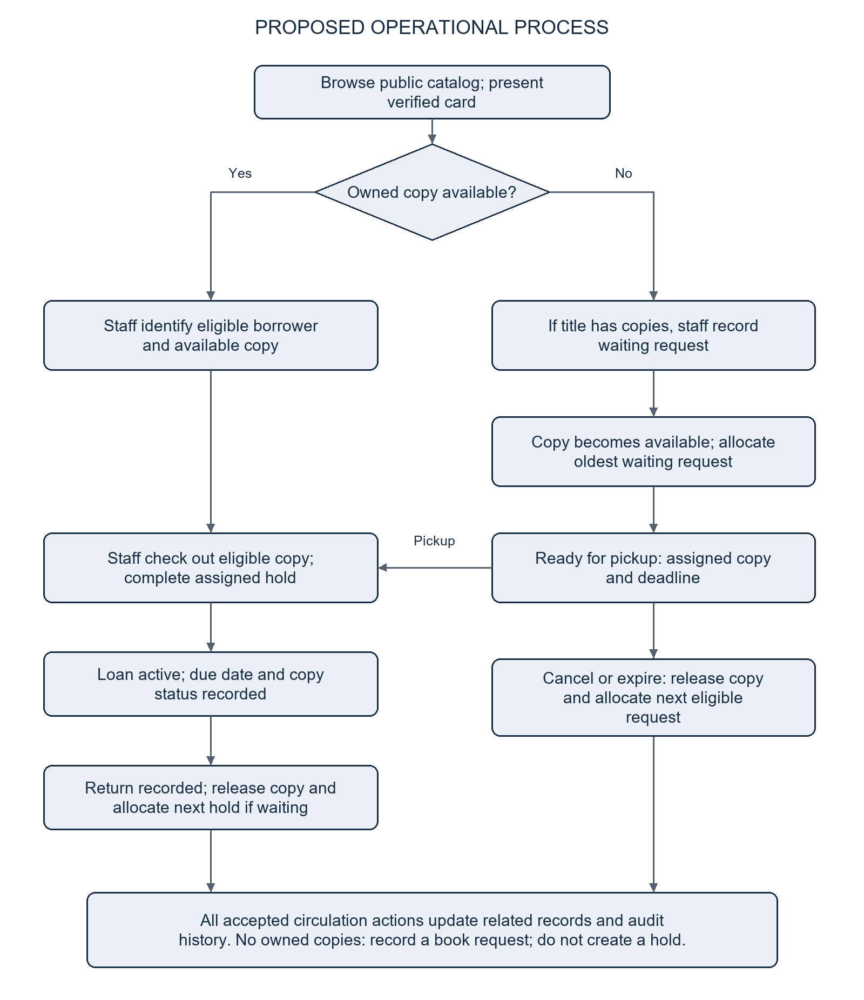 PROPOSED OPERATIONAL PROCESS
Browse public catalog; present
verified card
Yes
No
Owned copy available?
Staff identify eligible borrower
and available copy
If title has copies, staff record
waiting request
Copy becomes available; allocate
oldest waiting request
Staff check out eligible copy;
complete assigned hold
Pickup
Ready for pickup: assigned copy
and deadline
Loan active; due date and copy
status recorded
Cancel or expire: release copy
and allocate next eligible
request
Return recorded; release copy and
allocate next hold if waiting
All accepted circulation actions update related records and audit
history. No owned copies: record a book request; do not create a hold.